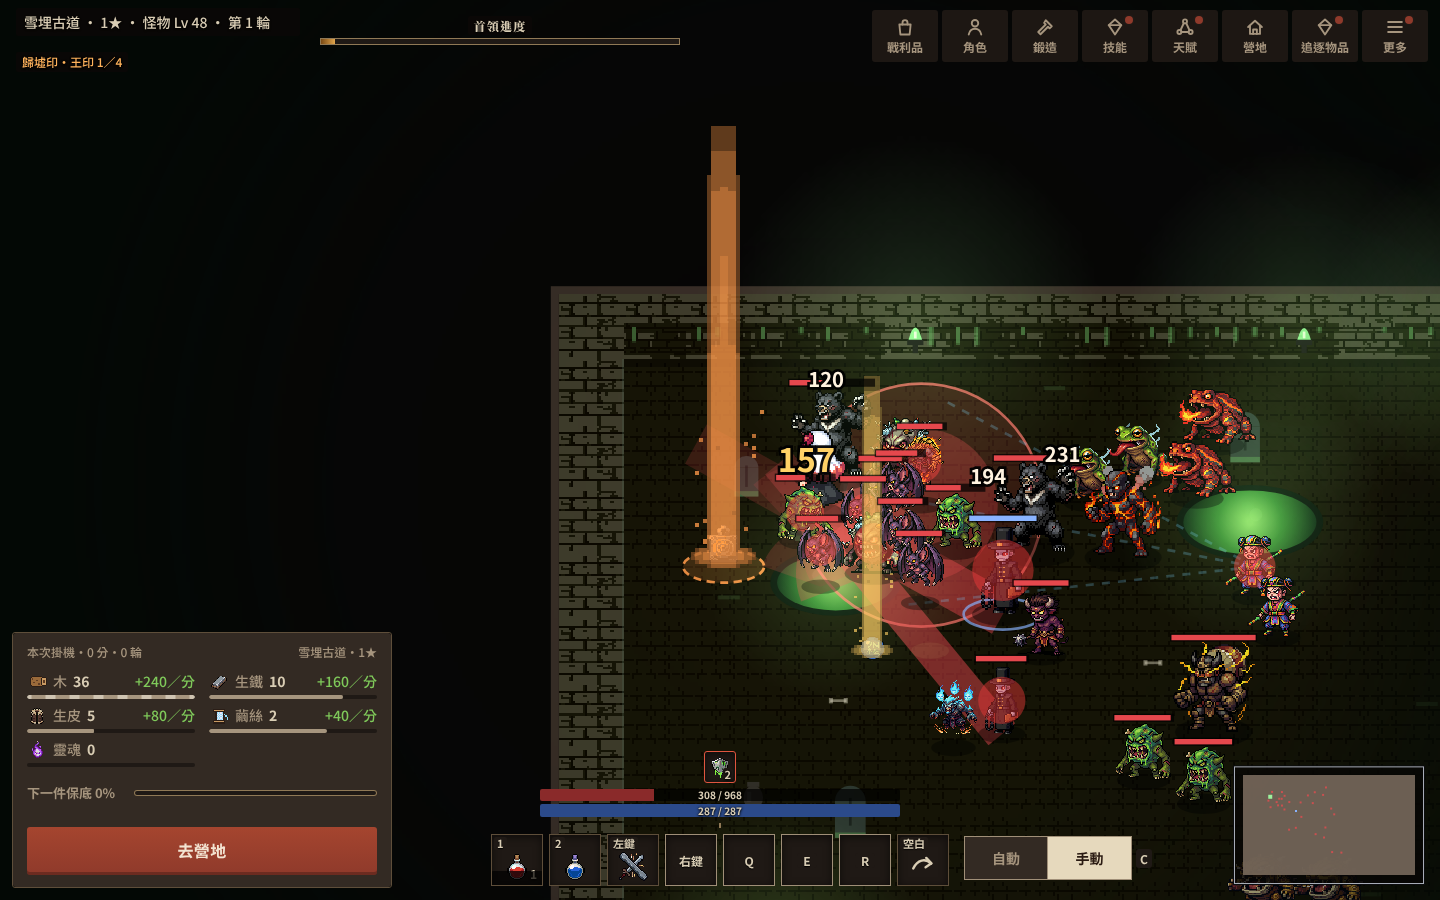 雪埋古道 · 1★ · 怪物 Lv 48 · 第 1 輪
首領進度
歸墟印·王印 1／4
戰利品
角色
鍛造
技能
天賦
營地
追逐物品
更多
120
157
194
231
本次掛機·0 分·0 輪
雪埋古道·1★
木 36 +240／分
生鐵 10 +160／分
生皮 5 +80／分
繭絲 2 +40／分
靈魂 0
下一件保底 0%
去營地
2
308 / 968
287 / 287
1
1
2
左鍵
右鍵
Q
E
R
空白
自動
手動
C